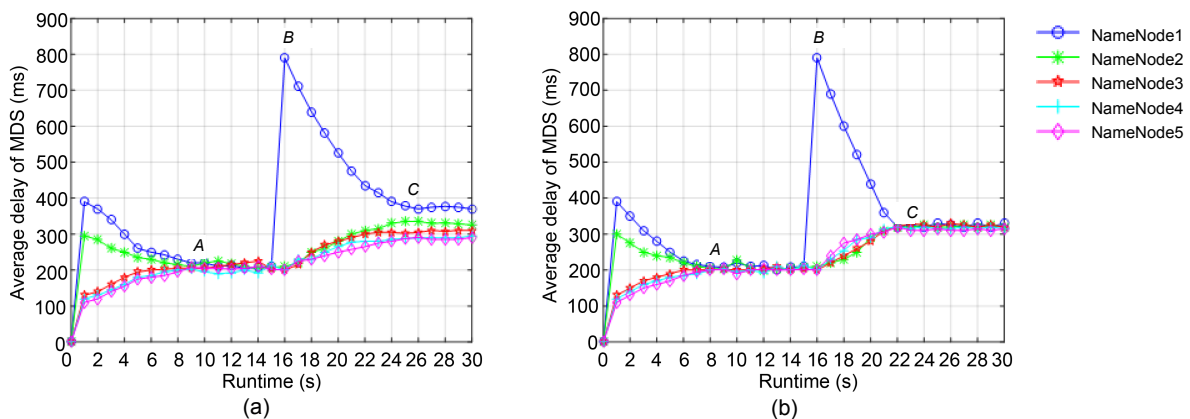 900
800
700
600
500
400
300
200
100
0
Average delay of MDS (ms)
B
A
C
0 2 4 6 8 10 12 14 16 18 20 22 24 26 28 30
Runtime (s)
(a)
900
800
700
600
500
400
300
200
100
0
Average delay of MDS (ms)
B
A
C
0 2 4 6 8 10 12 14 16 18 20 22 24 26 28 30
Runtime (s)
(b)
NameNode1
NameNode2
NameNode3
NameNode4
NameNode5